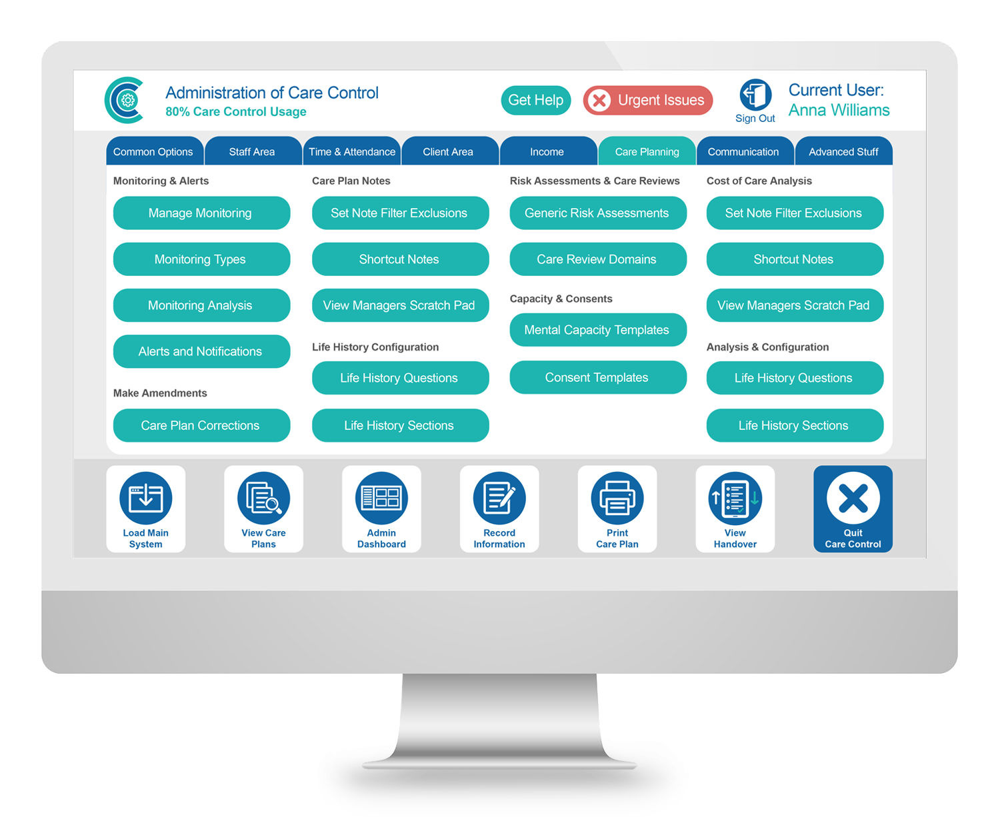 Administration of Care Control
80% Care Control Usage
Get Help
Urgent Issues
Sign Out
Current User:
Anna Williams
Common Options
Staff Area
Time & Attendance
Client Area
Income
Care Planning
Communication
Advanced Stuff
Monitoring & Alerts
Manage Monitoring
Monitoring Types
Monitoring Analysis
Alerts and Notifications
Make Amendments
Care Plan Corrections
Care Plan Notes
Set Note Filter Exclusions
Shortcut Notes
View Managers Scratch Pad
Life History Configuration
Life History Questions
Life History Sections
Risk Assessments & Care Reviews
Generic Risk Assessments
Care Review Domains
Capacity & Consents
Mental Capacity Templates
Consent Templates
Cost of Care Analysis
Set Note Filter Exclusions
Shortcut Notes
View Managers Scratch Pad
Analysis & Configuration
Life History Questions
Life History Sections
Load Main
System
View Care
Plans
Admin
Dashboard
Record
Information
Print
Care Plan
View
Handover
Quit
Care Control